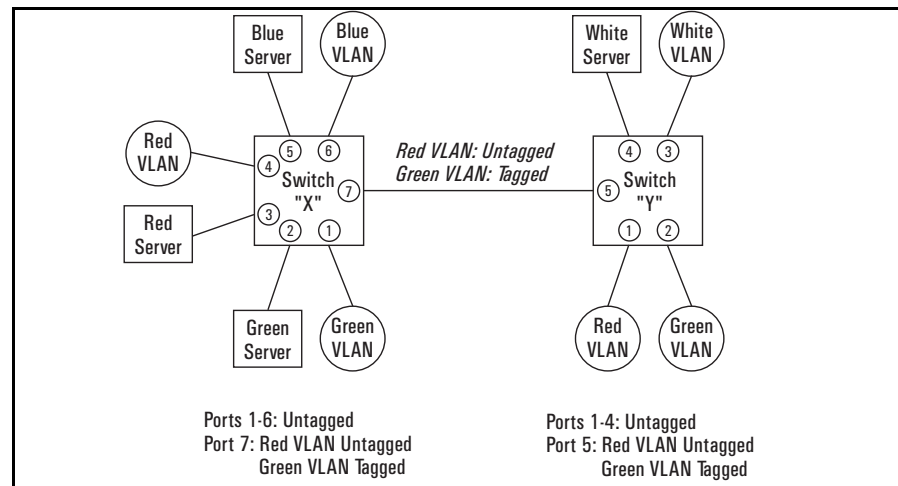 Blue
Server
Blue
VLAN
White
Server
White
VLAN
Red
VLAN
Red
Server
5
6
4
3
2
1
7
Switch
"X"
Red VLAN: Untagged
Green VLAN: Tagged
4
3
5
1
2
Switch
"Y"
Green
Server
Green
VLAN
Red
VLAN
Green
VLAN
Ports 1-6: Untagged
Port 7: Red VLAN Untagged
Green VLAN Tagged
Ports 1-4: Untagged
Port 5: Red VLAN Untagged
Green VLAN Tagged